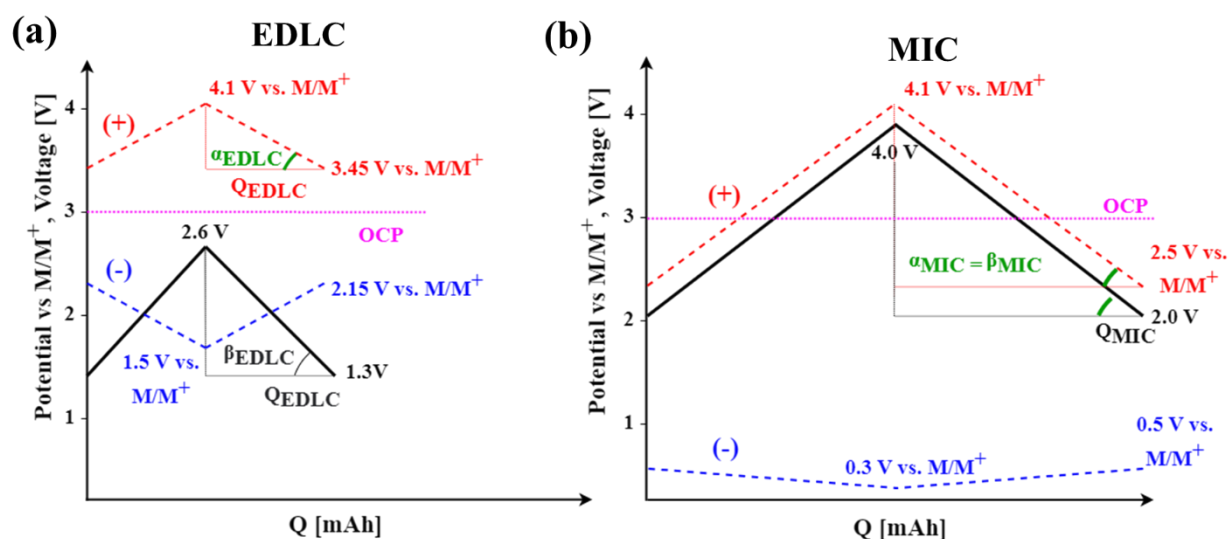 (a)
EDLC
Potential vs M/M⁺, Voltage [V]
4
3
2
1
4.1 V vs. M/M⁺
(+)
αEDLC
QEDLC
3.45 V vs. M/M⁺
OCP
2.6 V
(-)
2.15 V vs. M/M⁺
1.5 V vs.
M/M⁺
βEDLC
QEDLC
1.3V
Q [mAh]
(b)
MIC
Potential vs M/M⁺, Voltage [V]
4
3
2
1
4.1 V vs. M/M⁺
4.0 V
(+)
OCP
αMIC = βMIC
2.5 V vs.
M/M⁺
QMIC
2.0 V
(-)
0.3 V vs. M/M⁺
0.5 V vs.
M/M⁺
Q [mAh]